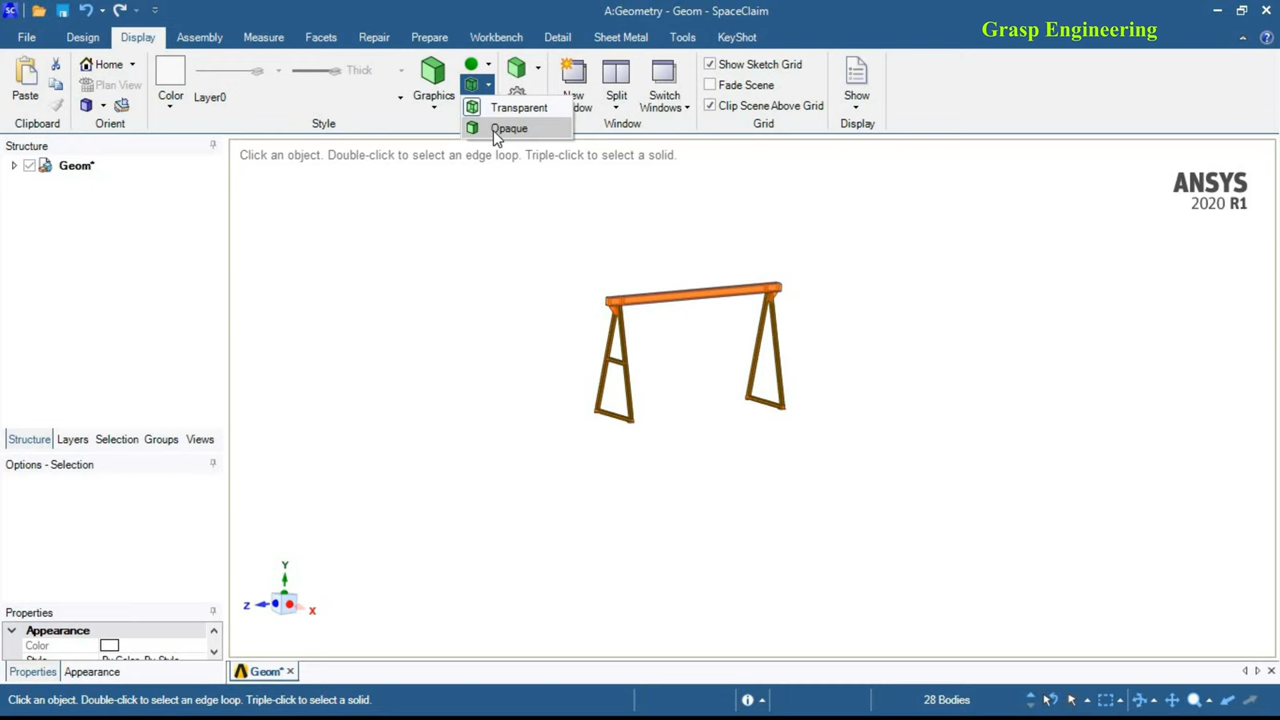 A:Geometry - Geom - SpaceClaim
File Design Display Assembly Measure Facets Repair Prepare Workbench Detail Sheet Metal Tools KeyShot
Grasp Engineering
Paste
Clipboard
Home
Plan View
Orient
Color
Layer0
Thick
Style
Graphics
Transparent
Opaque
New
Split
Switch
Windows
Window
Show Sketch Grid
Fade Scene
Clip Scene Above Grid
Grid
Show
Display
Structure
Geom*
Click an object. Double-click to select an edge loop. Triple-click to select a solid.
ANSYS
2020 R1
Structure Layers Selection Groups Views
Options - Selection
Y
Z
X
Properties
Appearance
Color
Properties Appearance
Geom*
Click an object. Double-click to select an edge loop. Triple-click to select a solid.
28 Bodies